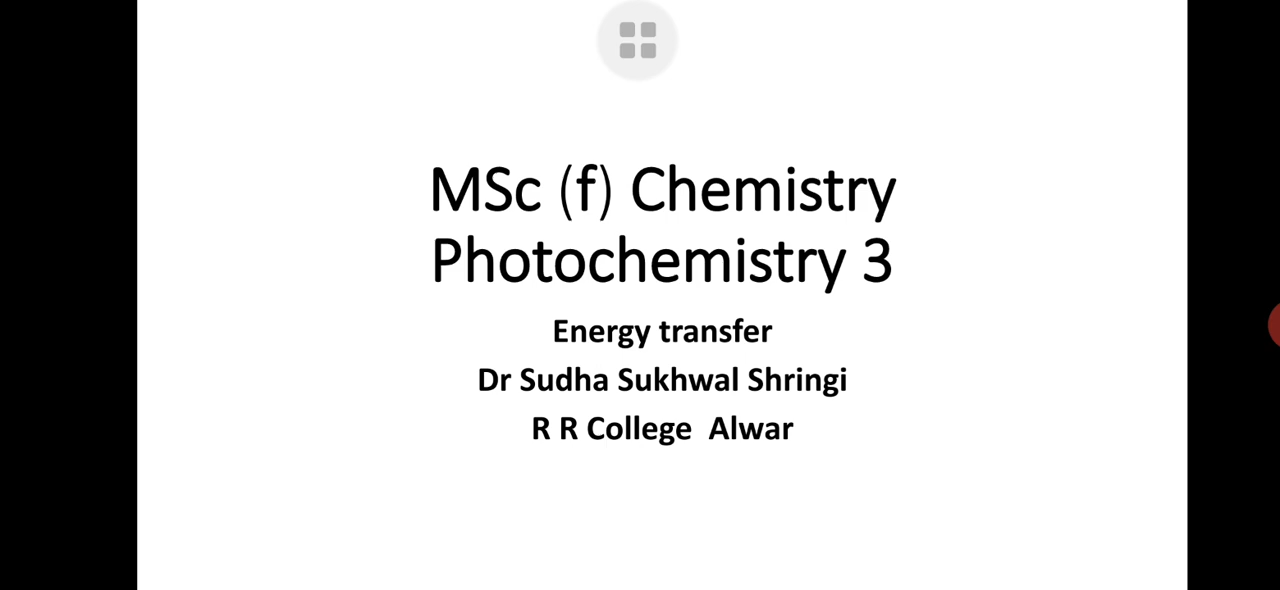 MSc (f) Chemistry
Photochemistry 3
Energy transfer
Dr Sudha Sukhwal Shringi
R R College Alwar